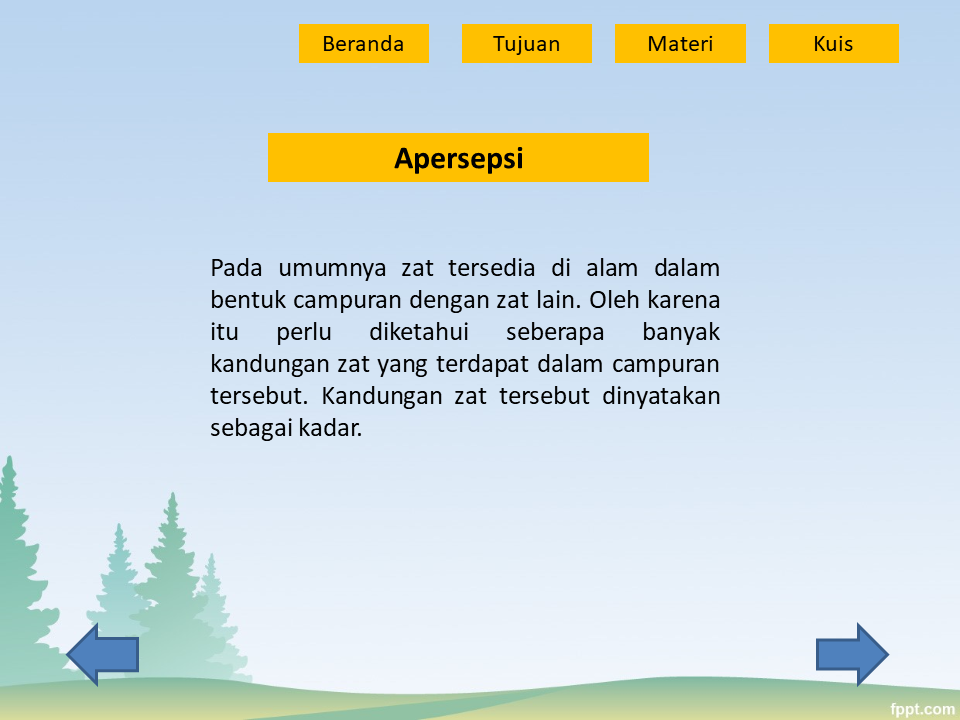 Beranda
Tujuan
Materi
Kuis
Apersepsi
Pada umumnya zat tersedia di alam dalam
bentuk campuran dengan zat lain. Oleh karena
itu perlu diketahui seberapa banyak
kandungan zat yang terdapat dalam campuran
tersebut. Kandungan zat tersebut dinyatakan
sebagai kadar.
fppt.com